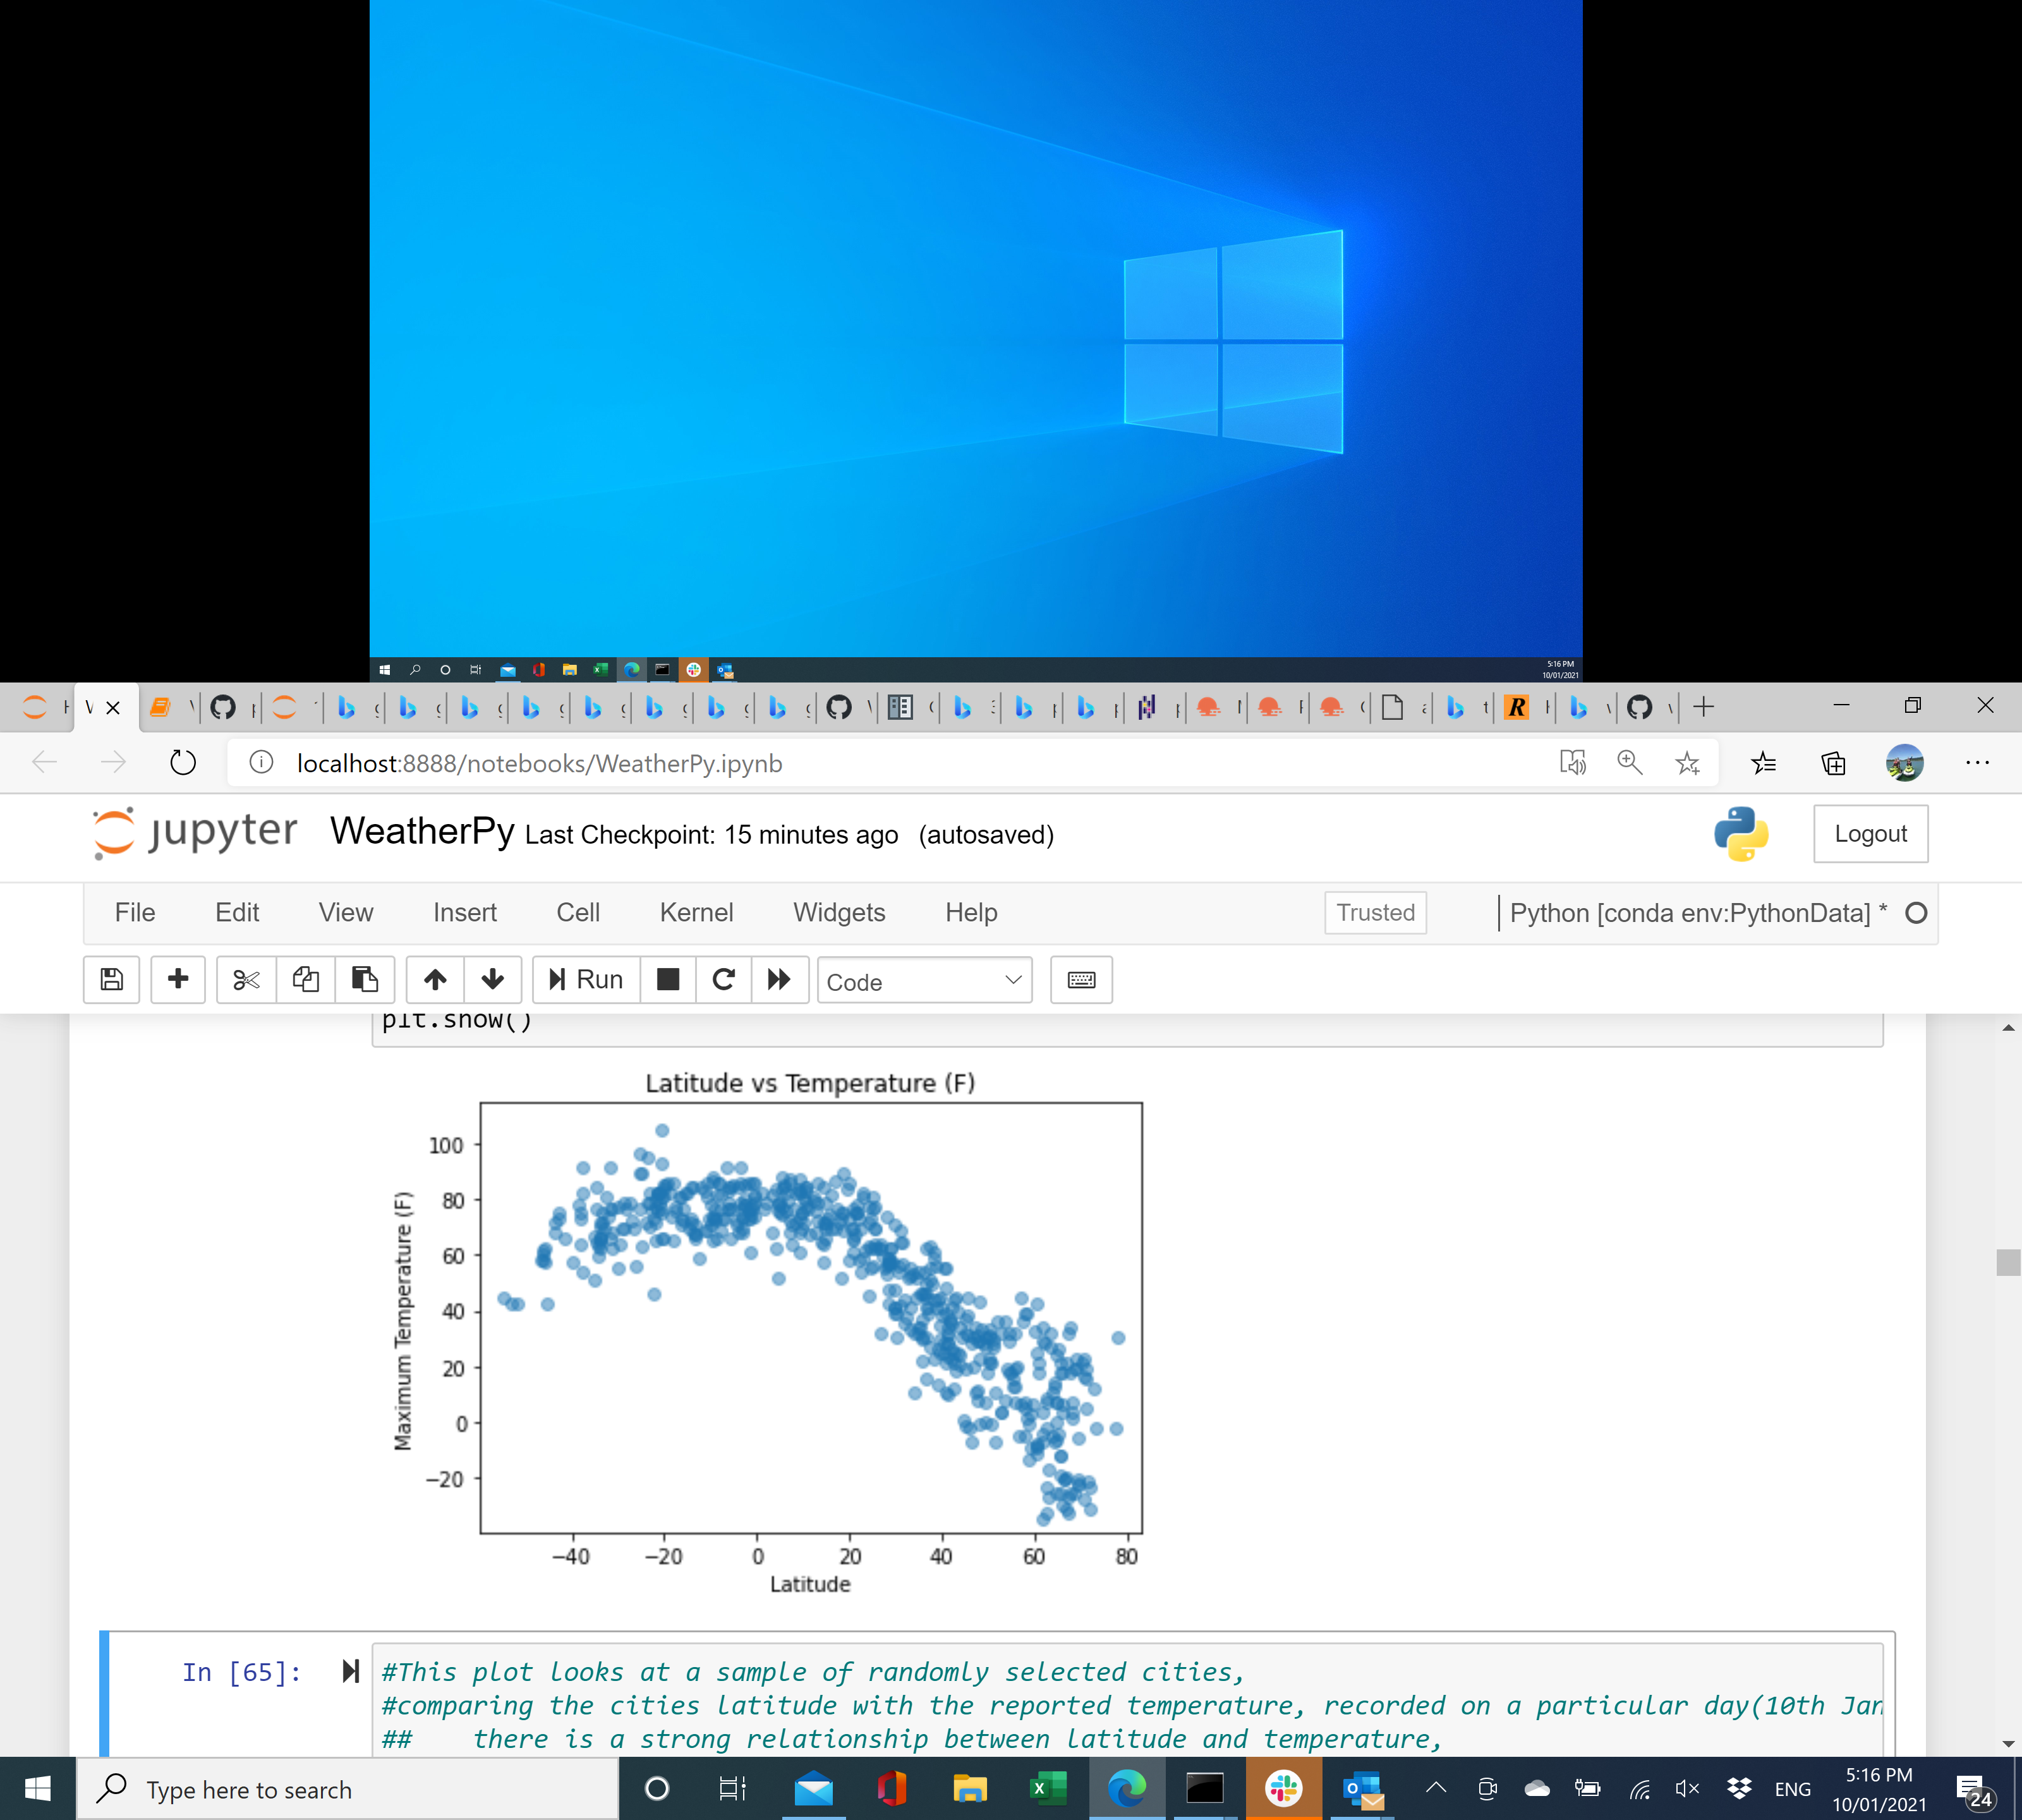 5:16 PM
10/01/2021
localhost:8888/notebooks/WeatherPy.ipynb
jupyter WeatherPy Last Checkpoint: 15 minutes ago (autosaved)
Logout
File Edit View Insert Cell Kernel Widgets Help Trusted Python [conda env:PythonData] *
Run Code
plt.show()
Latitude vs Temperature (F)
Maximum Temperature (F)
100
80
60
40
20
0
−20
−40 −20 0 20 40 60 80
Latitude
In [65]: #This plot looks at a sample of randomly selected cities,
#comparing the cities latitude with the reported temperature, recorded on a particular day(10th Jan
## there is a strong relationship between latitude and temperature,
Type here to search
ENG
5:16 PM
10/01/2021
24